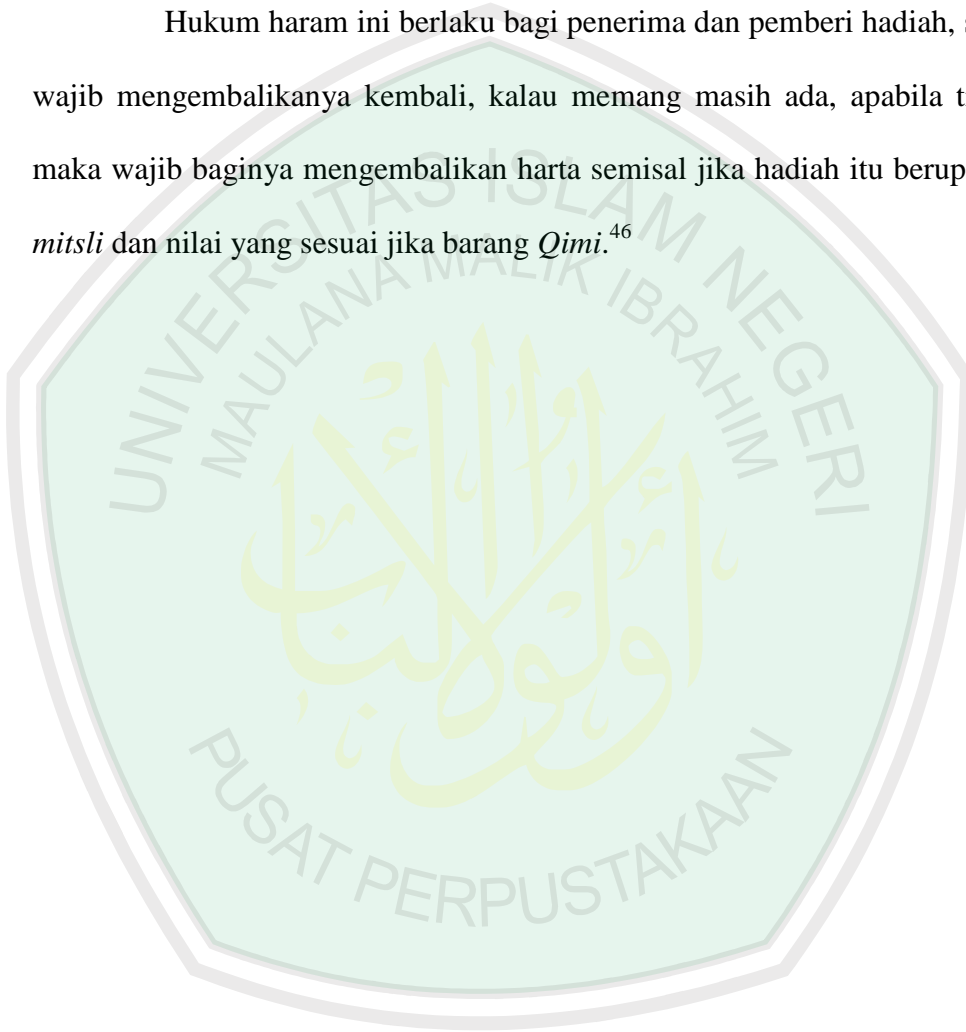 Hukum haram ini berlaku bagi penerima dan pemberi hadiah,
wajib mengembalikanya kembali, kalau memang masih ada, apabila
maka wajib baginya mengembalikan harta semisal jika hadiah itu
mitsli dan nilai yang sesuai jika barang Qimi.46
UNIVERSITAS ISLAM NEGERI
MAULANA MALIK IBRAHIM
PUSAT PERPUSTAKAAN